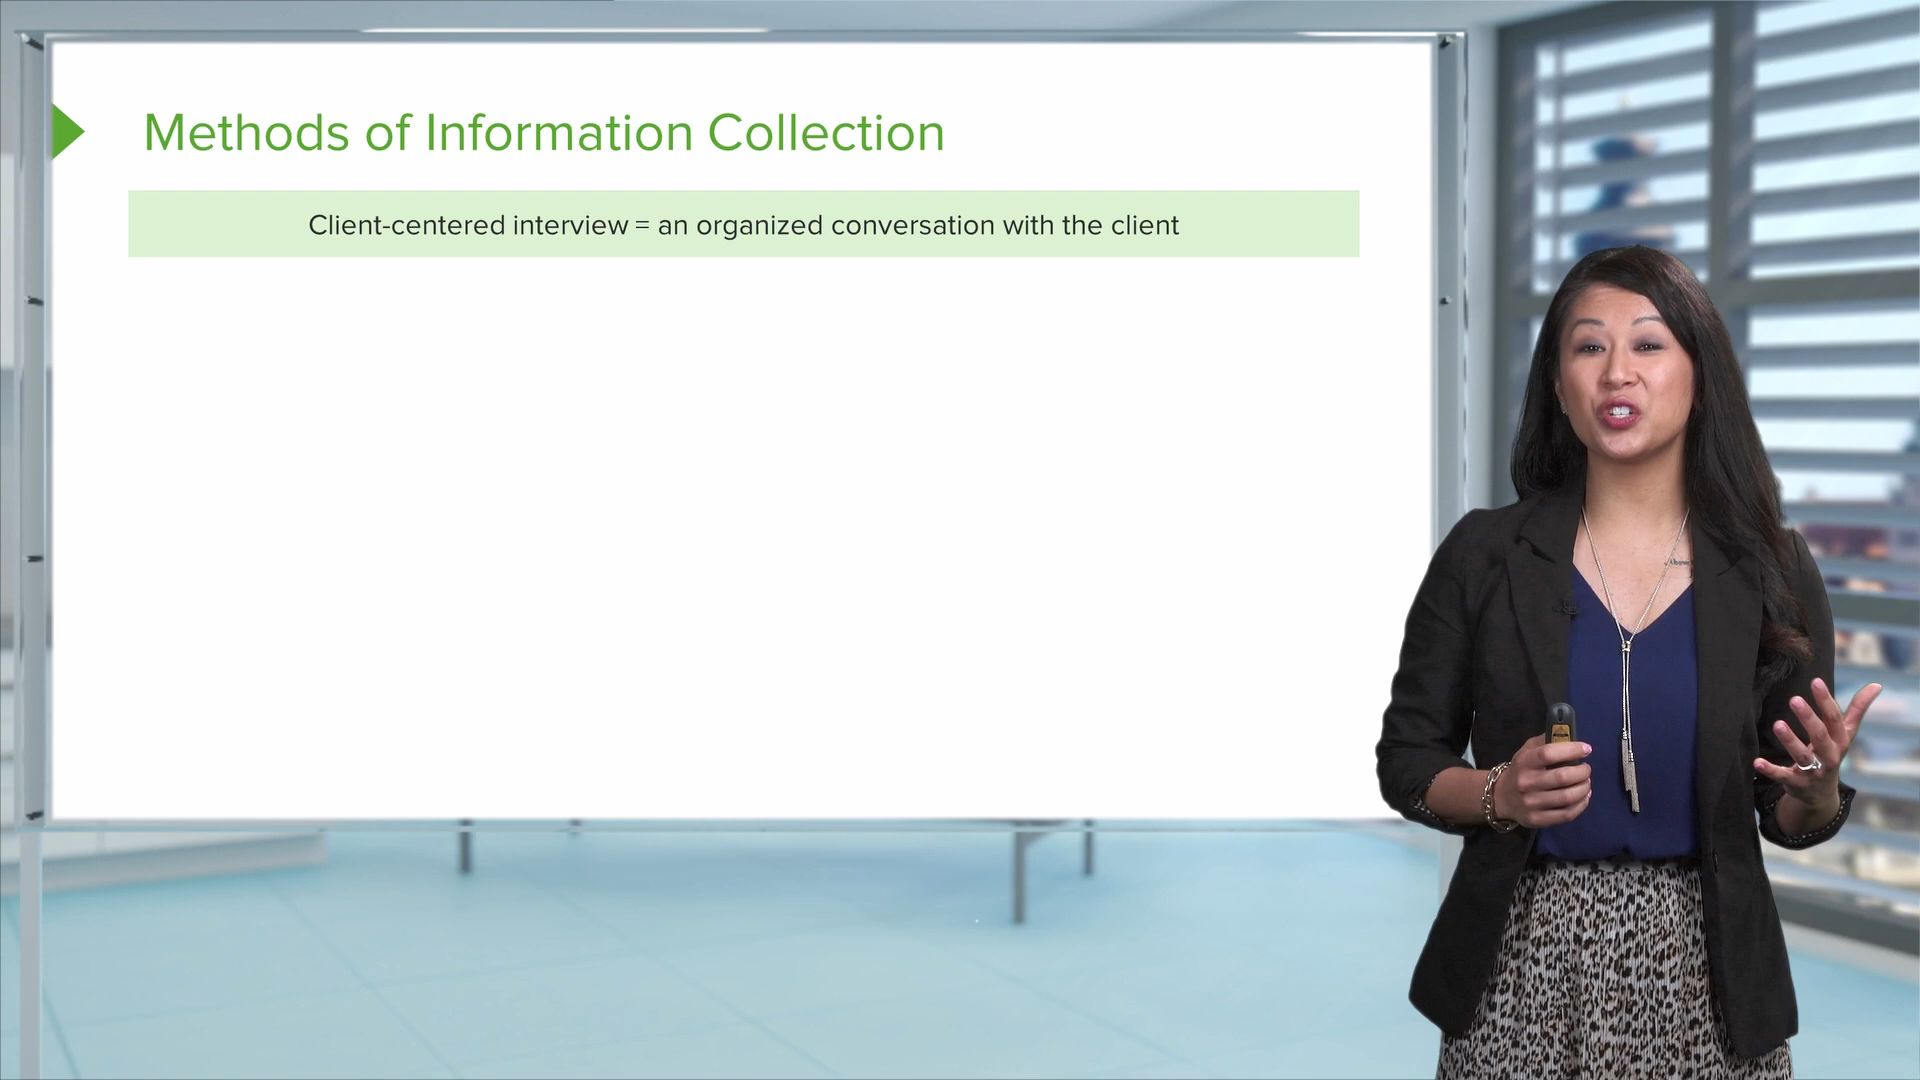 Methods of Information Collection
Client-centered interview = an organized conversation with the client